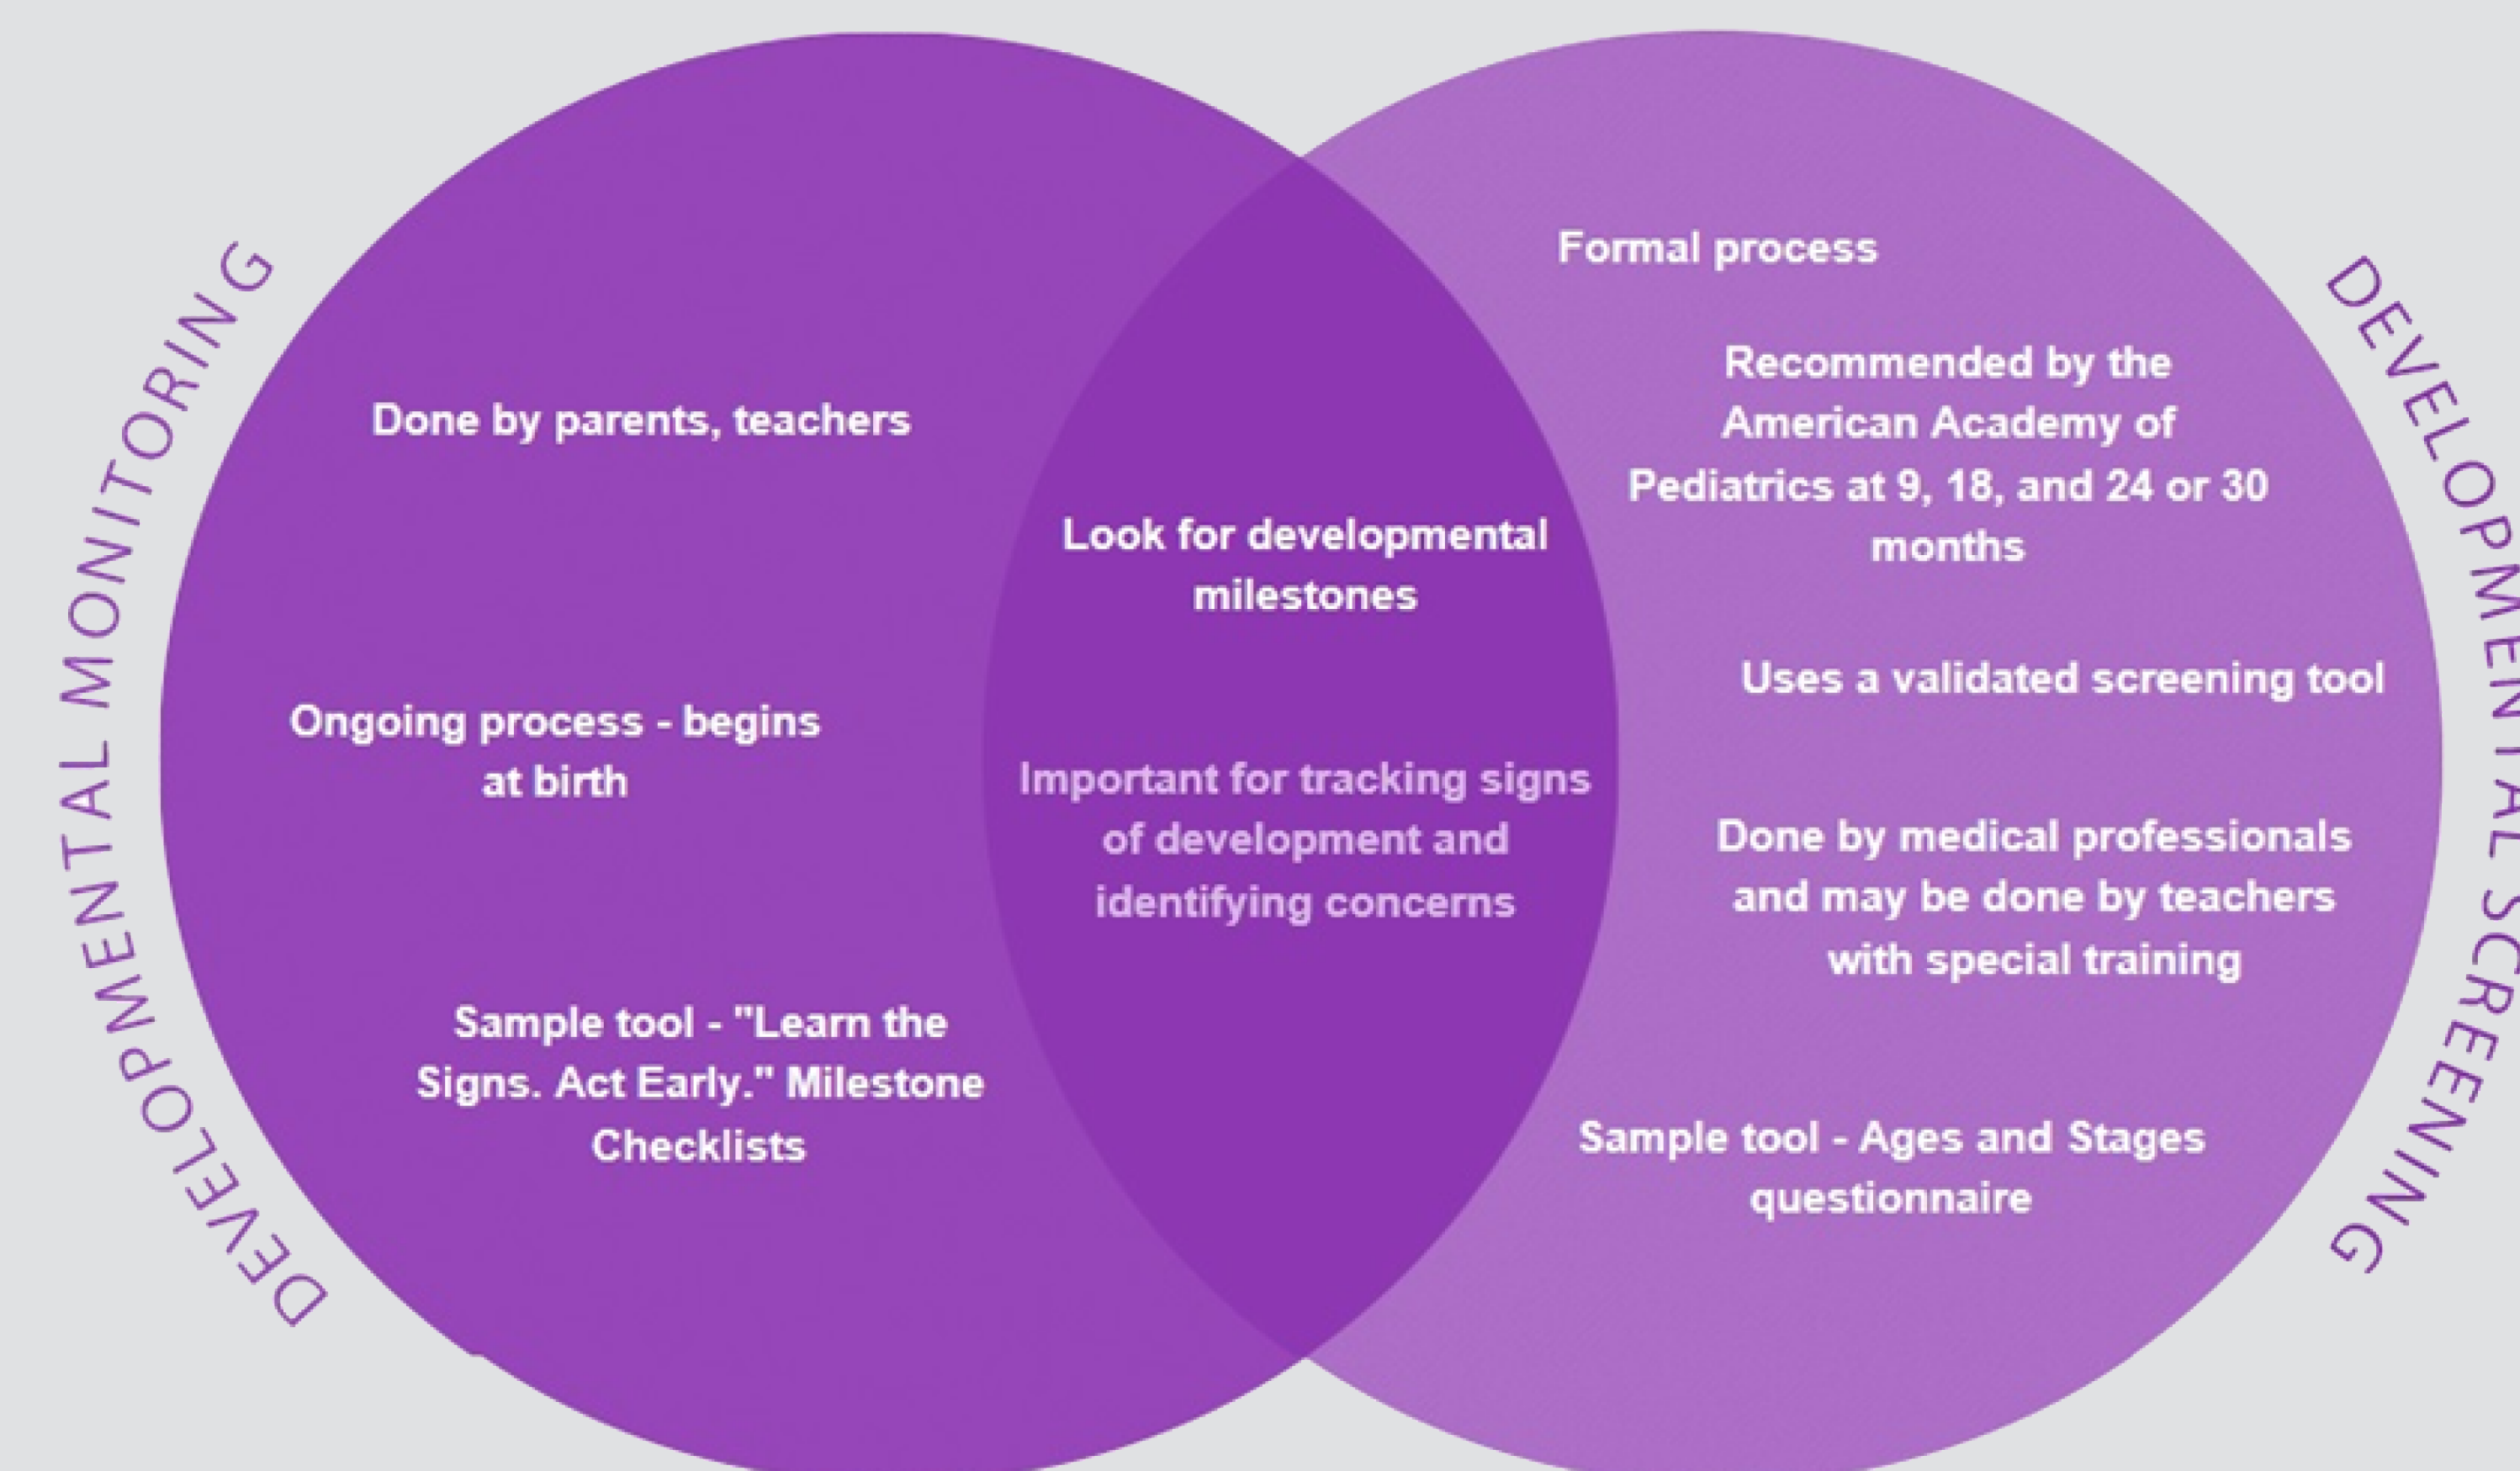 DEVELOPMENTAL MONITORING
Done by parents, teachers
Ongoing process - begins
at birth
Sample tool - "Learn the
Signs. Act Early." Milestone
Checklists
Look for developmental
milestones
Important for tracking signs
of development and
identifying concerns
Formal process
Recommended by the
American Academy of
Pediatrics at 9, 18, and 24 or 30
months
Uses a validated screening tool
Done by medical professionals
and may be done by teachers
with special training
Sample tool - Ages and Stages
questionnaire
DEVELOPMENTAL SCREENING